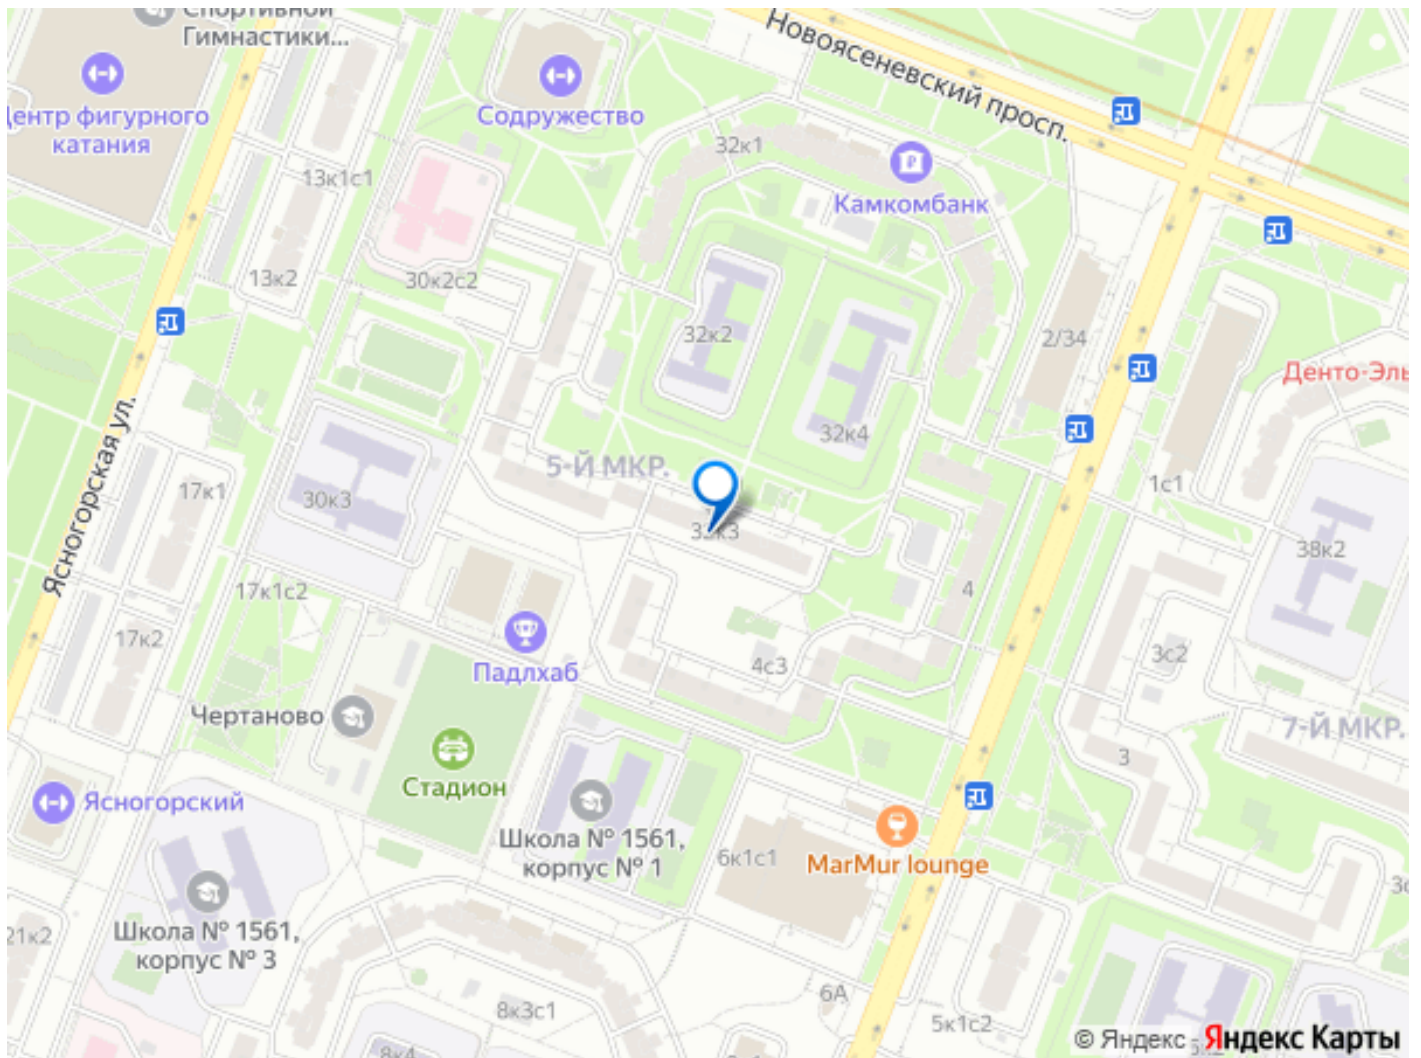 Спортивной
Гимнастики...
Новоясеневский просп.
Центр фигурного
катания
Содружество
32к1
Камкомбанк
13к1с1
13к2
30к2с2
32к2
2/34
Денто-Эль
32к4
Ясногорская ул.
5-Й МКР.
17к1
30к3
1с1
38к2
17к1с2
17к2
4
Падлхаб
4с3
3с2
Чертаново
7-Й МКР.
3
Стадион
Ясногорский
Школа № 1561,
корпус № 1
6к1с1
MarMur lounge
Школа № 1561,
корпус № 3
21к2
8к3с1
6А
5к1с2
8к4
© Яндекс Яндекс Карты